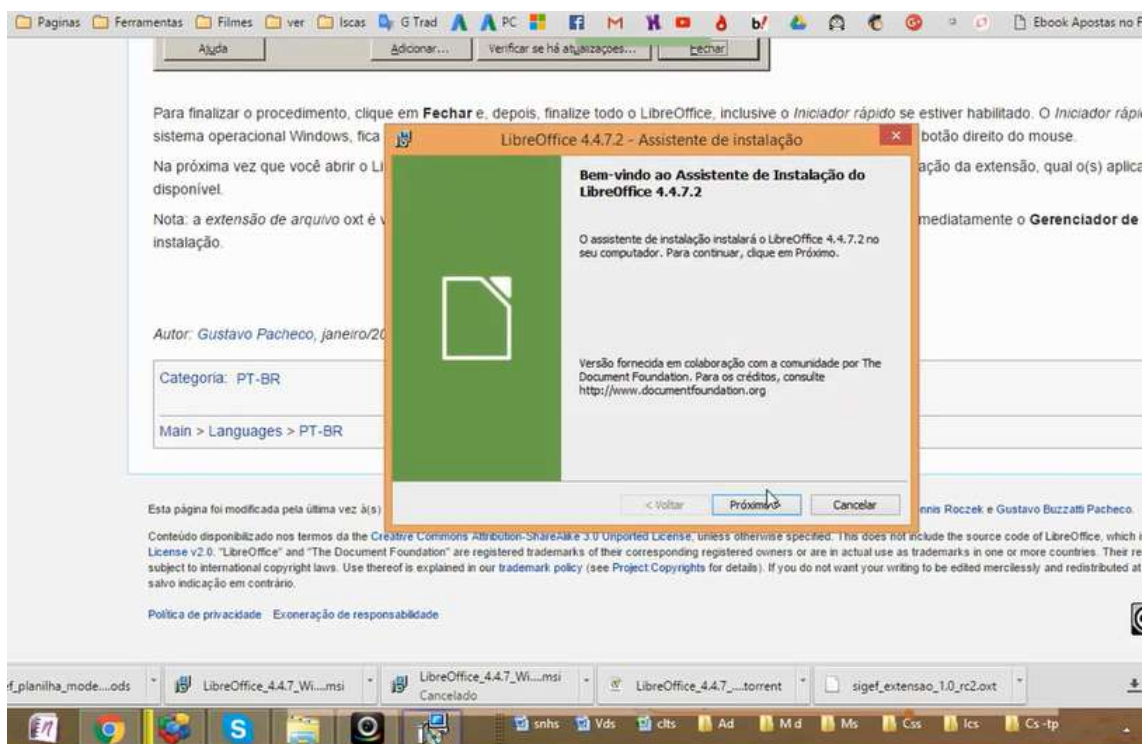 Paginas Ferramentas Filmes ver Iscas G Trad PC Ebook Apostas no F
Ajuda Adicionar... Verificar se há atualizações... Fechar
Para finalizar o procedimento, clique em Fechar e, depois, finalize todo o LibreOffice, inclusive o Iniciador rápido se estiver habilitado. O Iniciador rápi
sistema operacional Windows, fica botão direito do mouse.
Na próxima vez que você abrir o Li ação da extensão, qual o(s) aplica
disponível.
Nota: a extensão de arquivo oxt é v mediatamente o Gerenciador de
instalação.
Autor: Gustavo Pacheco, janeiro/20
Categoria: PT-BR
Main > Languages > PT-BR
LibreOffice 4.4.7.2 - Assistente de instalação
Bem-vindo ao Assistente de Instalação do
LibreOffice 4.4.7.2
O assistente de instalação instalará o LibreOffice 4.4.7.2 no
seu computador. Para continuar, clique em Próximo.
Versão fornecida em colaboração com a comunidade por The
Document Foundation. Para os créditos, consulte
http://www.documentfoundation.org
< Voltar Próximo > Cancelar
Esta página foi modificada pela última vez à(s) nnis Roczek e Gustavo Buzzatti Pacheco.
Conteúdo disponibilizado nos termos da the Creative Commons Attribution-ShareAlike 3.0 Unported License, unless otherwise specified. This does not include the source code of LibreOffice, which i
License v2.0. "LibreOffice" and "The Document Foundation" are registered trademarks of their corresponding registered owners or are in actual use as trademarks in one or more countries. Their re
subject to international copyright laws. Use thereof is explained in our trademark policy (see Project:Copyrights for details). If you do not want your writing to be edited mercilessly and redistributed at
salvo indicação em contrário.
Política de privacidade Exoneração de responsabilidade
f_planilha_mode....ods LibreOffice_4.4.7_Wi....msi LibreOffice_4.4.7_Wi....msi LibreOffice_4.4.7_....torrent sigef_extensao_1.0_rc2.oxt
Cancelado
snhs Vds clts Ad M d Ms Css Ics Cs -tp